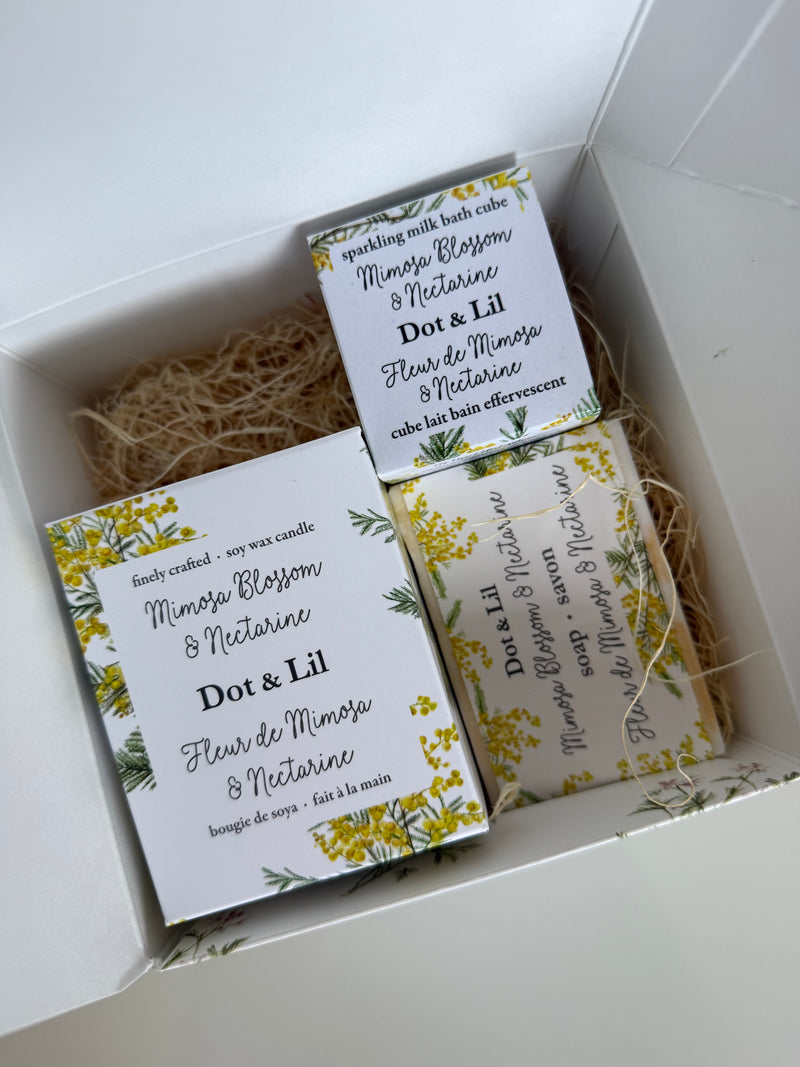 sparkling milk bath cube
Mimosa Blossom
& Nectarine
Dot & Lil
Fleur de Mimosa
& Nectarine
cube lait bain effervescent
finely crafted · soy wax candle
Mimosa Blossom
& Nectarine
Dot & Lil
Fleur de Mimosa
& Nectarine
bougie de soya · fait à la main
Dot & Lil
Mimosa Blossom & Nectarine
soap · savon
Fleur de Mimosa & Nectarine